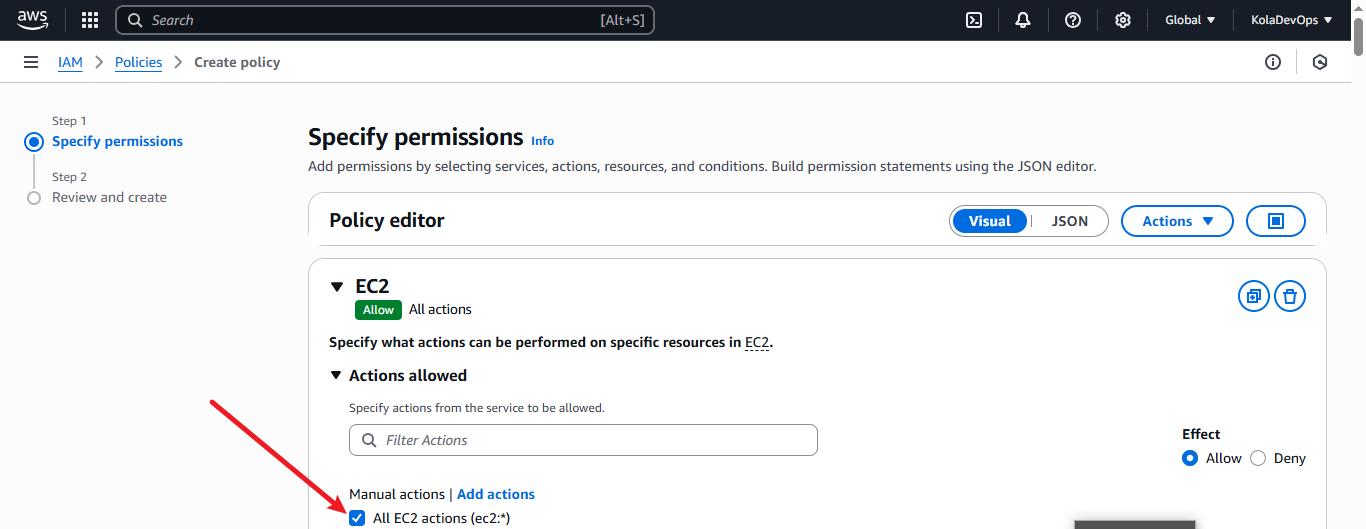 aws
Search [Alt+S] Global KolaDevOps
IAM Policies Create policy
Step 1
Specify permissions
Step 2
Review and create
Specify permissions Info
Add permissions by selecting services, actions, resources, and conditions. Build permission statements using the JSON editor.
Policy editor Visual JSON Actions
EC2
Allow All actions
Specify what actions can be performed on specific resources in EC2.
Actions allowed
Specify actions from the service to be allowed.
Filter Actions
Effect
Allow Deny
Manual actions | Add actions
All EC2 actions (ec2:*)